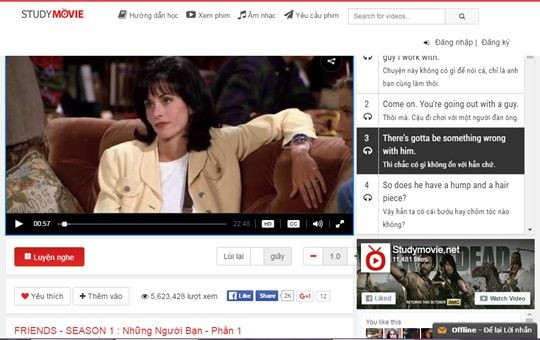 STUDYMOVIE
Hướng dẫn học
Xem phim
Âm nhạc
Yêu cầu phim
Search for videos...
Đăng nhập | Đăng ký
guy I work with.
Chuyện này không có gì để nói cả, chỉ là anh
bạn cùng làm thôi.
2 Come on. You're going out with a guy.
Thôi mà. Cậu đi chơi với một người đàn ông.
3 There's gotta be something wrong
with him.
Thì chắc có gì không ổn với hắn chứ.
4 So does he have a hump and a hair
piece?
Vậy hắn ta có cái bướu hay chỏm tóc nào
không?
00:57
22:48
HD
CC
Luyện nghe
Lùi lại
giây
1.0
Yêu thích
Thêm vào
5,623,428 lượt xem
Like
Share
2K
G+1
12
FRIENDS - SEASON 1 : Những Người Bạn - Phần 1
Studymovie.net
11,481 likes
DEAD
RETURNS THIS OCTOBER
amc
Liked
Watch Video
You like this
Offline - Để lại Lời nhắn